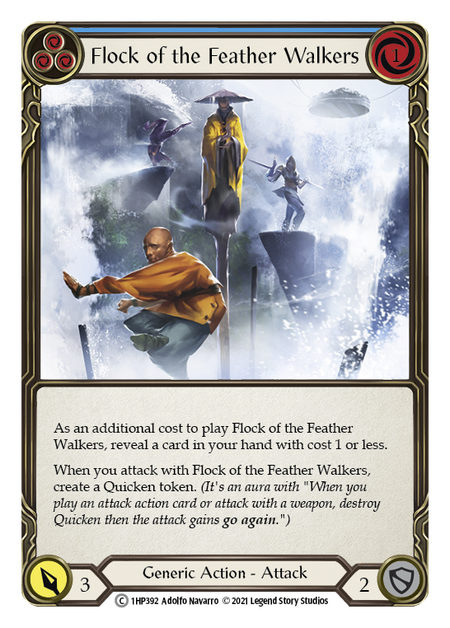 Flock of the Feather Walkers
1
As an additional cost to play Flock of the Feather
Walkers, reveal a card in your hand with cost 1 or less.
When you attack with Flock of the Feather Walkers,
create a Quicken token. (It's an aura with "When you
play an attack action card or attack with a weapon, destroy
Quicken then the attack gains go again.")
3
Generic Action - Attack
2
C 1HP392 Adolfo Navarro © 2021 Legend Story Studios